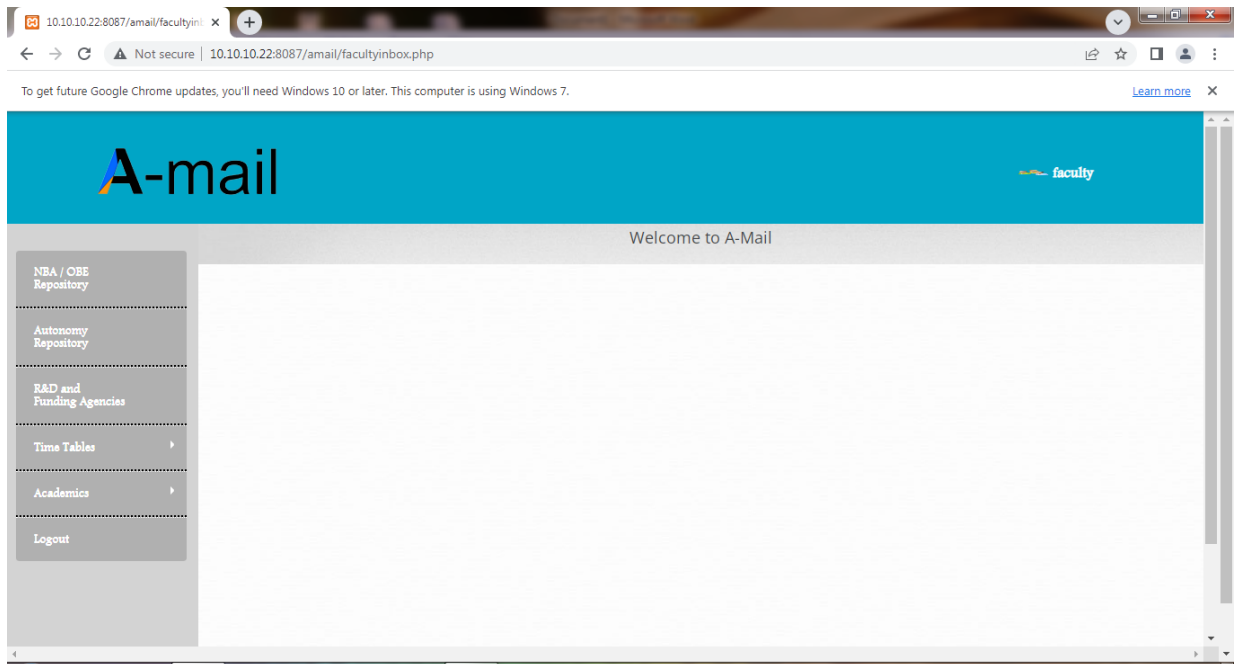 10.10.10.22:8087/amail/facultyin
Not secure | 10.10.10.22:8087/amail/facultyinbox.php
To get future Google Chrome updates, you'll need Windows 10 or later. This computer is using Windows 7.
Learn more
A-mail
faculty
Welcome to A-Mail
NBA / OBE
Repository
Autonomy
Repository
R&D and
Funding Agencies
Time Tables
Academics
Logout